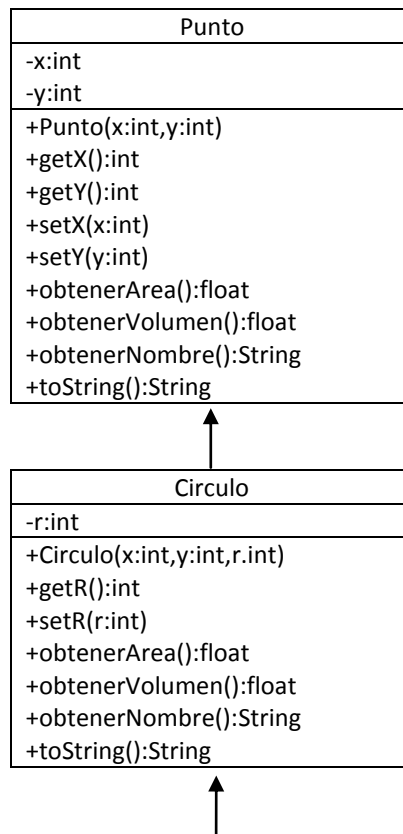 Punto
-x:int
-y:int
+Punto(x:int,y:int)
+getX():int
+getY():int
+setX(x:int)
+setY(y:int)
+obtenerArea():float
+obtenerVolumen():float
+obtenerNombre():String
+toString():String
Circulo
-r:int
+Circulo(x:int,y:int,r.int)
+getR():int
+setR(r:int)
+obtenerArea():float
+obtenerVolumen():float
+obtenerNombre():String
+toString():String